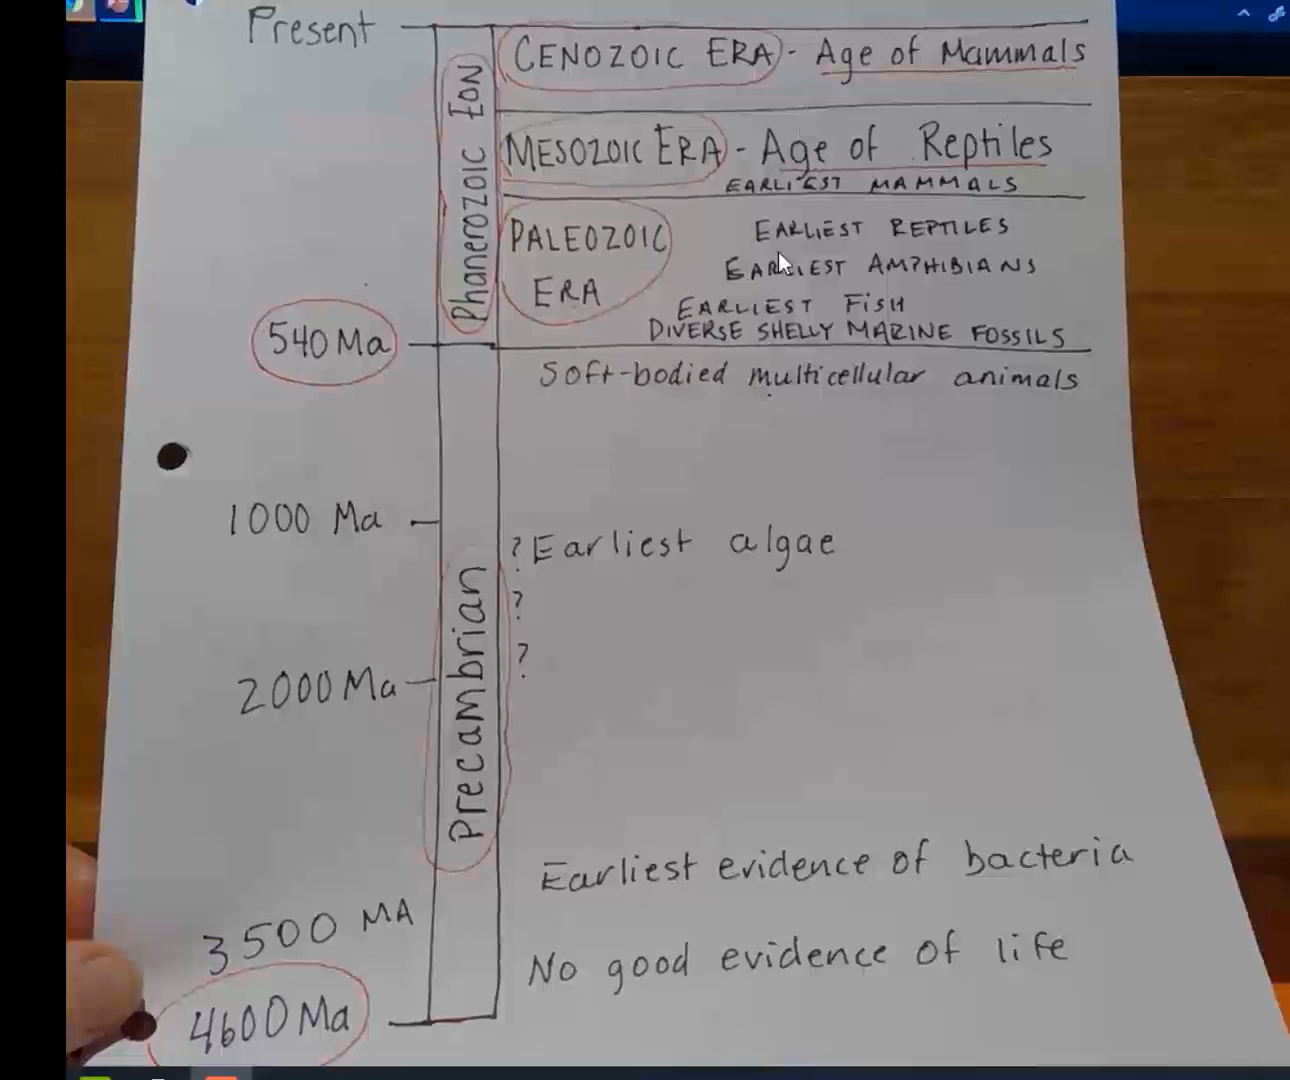 Present
CENOZOIC ERA - Age of Mammals
Phanerozoic Eon
MESOZOIC ERA - Age of Reptiles
EARLIEST MAMMALS
PALEOZOIC
ERA
EARLIEST REPTILES
EARLIEST AMPHIBIANS
EARLIEST FISH
DIVERSE SHELLY MARINE FOSSILS
540 Ma
Soft-bodied multicellular animals
1000 Ma
? Earliest algae
?
?
Precambrian
2000 Ma
Earliest evidence of bacteria
3500 MA
No good evidence of life
4600 Ma